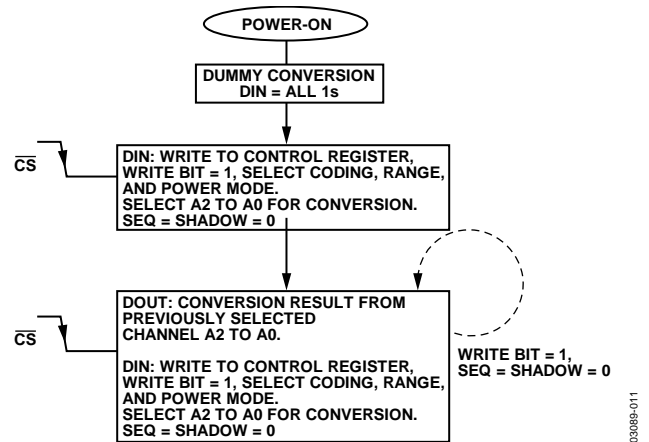 POWER-ON
DUMMY CONVERSION
DIN = ALL 1s
CS
DIN: WRITE TO CONTROL REGISTER,
WRITE BIT = 1, SELECT CODING, RANGE,
AND POWER MODE.
SELECT A2 TO A0 FOR CONVERSION.
SEQ = SHADOW = 0
CS
DOUT: CONVERSION RESULT FROM
PREVIOUSLY SELECTED
CHANNEL A2 TO A0.
DIN: WRITE TO CONTROL REGISTER,
WRITE BIT = 1, SELECT CODING, RANGE,
AND POWER MODE.
SELECT A2 TO A0 FOR CONVERSION.
SEQ = SHADOW = 0
WRITE BIT = 1,
SEQ = SHADOW = 0
03089-011